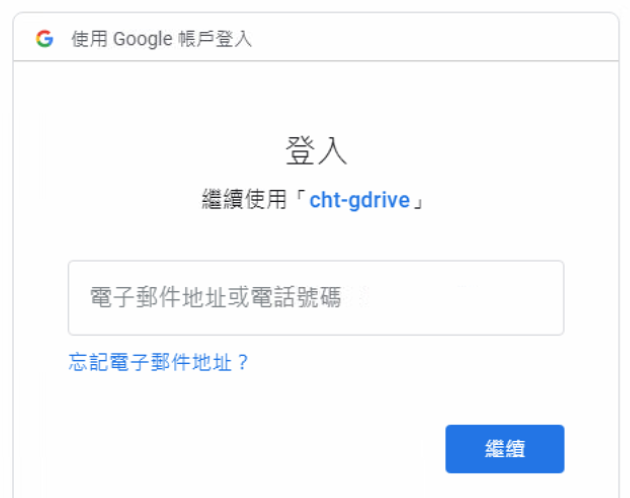 使用 Google 帳戶登入
登入
繼續使用「cht-gdrive」
電子郵件地址或電話號碼
忘記電子郵件地址？
繼續